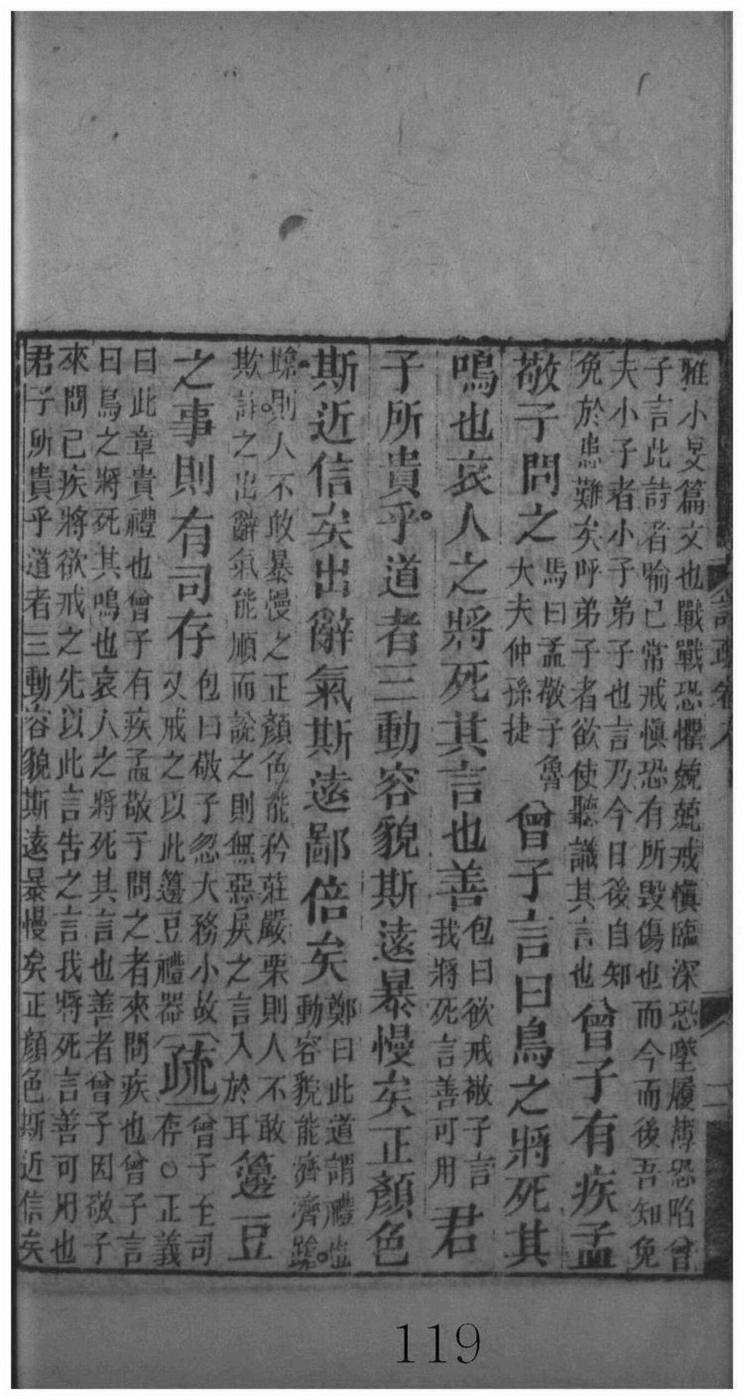 雅小旻篇文也戰戰恐懼兢兢戒慎臨深恐墜履薄恐陷曾
子言此詩者喻己常戒慎恐有所毀傷也而今而後吾知免
夫小子者小子弟子也言乃今日後自知
免於患難矣呼弟子者欲使聽識其言也
曾子有疾孟
敬子問之
馬曰孟敬子魯
大夫仲孫捷
曾子言曰鳥之將死其
鳴也哀人之將死其言也善
包曰欲戒敬子言
我將死言善可用
君
子所貴乎道者三動容貌斯遠暴慢矣正顏色
斯近信矣出辭氣斯遠鄙倍矣
鄭曰此道謂禮也
動容貌能濟濟蹌
蹌則人不敢暴慢之正顏色能矜莊嚴栗則人不敢
欺詐之出辭氣能順而說之則無惡戾之言入於耳
籩豆
之事則有司存
包曰敬子忽大務小故
又戒之以此籩豆禮器
疏
曾子至司
存○正義
曰此章貴禮也曾子有疾孟敬子問之者來問疾也曾子言
曰鳥之將死其鳴也哀人之將死其言也善者曾子因敬子
來問己疾將欲戒之先以此言告之言我將死言善可用也
君子所貴乎道者三動容貌斯遠暴慢矣正顏色斯近信矣
119